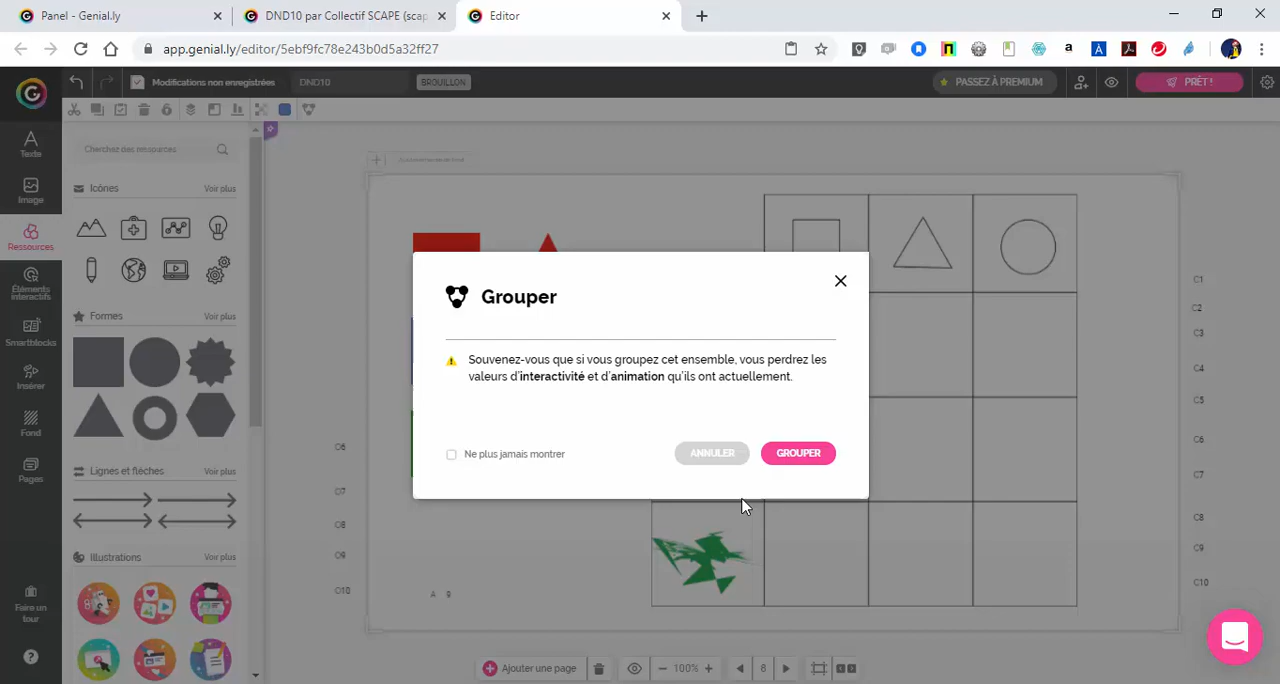 Panel - Genial.ly
DND10 par Collectif SCAPE (scap
Editor
app.genial.ly/editor/5ebf9fc78e243b0d5a32ff27
Modifications non enregistrées
DND10
BROUILLON
PASSEZ À PREMIUM
PRÊT !
Texte
Image
Ressources
Éléments interactifs
Smartblocks
Insérer
Fond
Pages
Faire un tour
Cherchez des ressources
Icônes
Voir plus
Formes
Voir plus
Lignes et flèches
Voir plus
Illustrations
Voir plus
Grouper
Souvenez-vous que si vous groupez cet ensemble, vous perdrez les
valeurs d'interactivité et d'animation qu'ils ont actuellement.
Ne plus jamais montrer
ANNULER
GROUPER
C6
C7
C8
C9
C10
A 9
C1
C2
C3
C4
C5
C6
C7
C8
C9
C10
Ajouter une page
100%
8